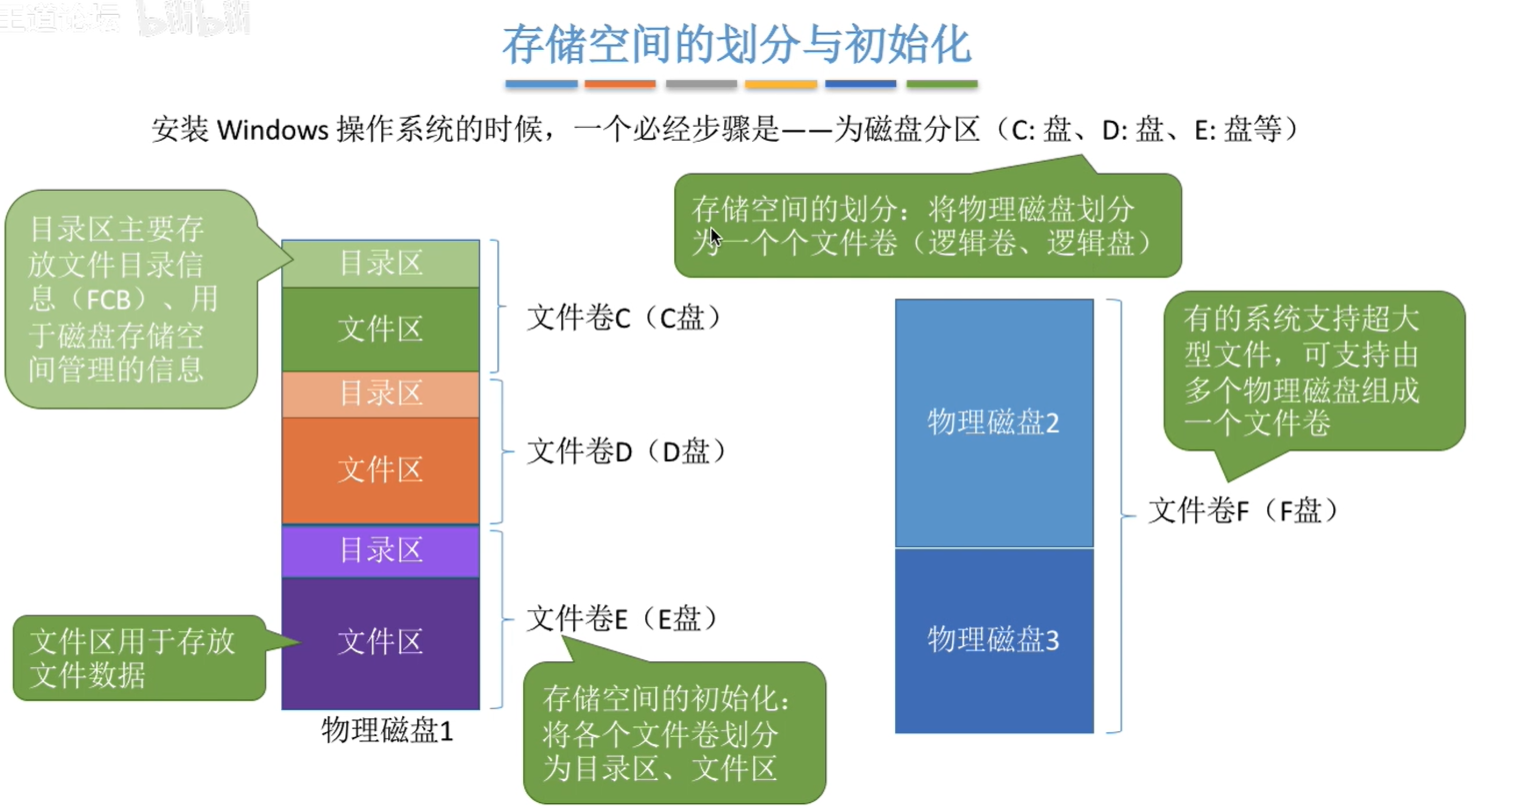 王道论坛 bilibili
存储空间的划分与初始化
安装 Windows 操作系统的时候，一个必经步骤是——为磁盘分区（C: 盘、D: 盘、E: 盘等）
存储空间的划分：将物理磁盘划分
为一个个文件卷（逻辑卷、逻辑盘）
目录区主要存
放文件目录信
息（FCB）、用
于磁盘存储空
间管理的信息
目录区
文件区
文件卷C（C盘）
目录区
文件区
文件卷D（D盘）
目录区
文件区
文件卷E（E盘）
文件区用于存放
文件数据
物理磁盘1
存储空间的初始化：
将各个文件卷划分
为目录区、文件区
物理磁盘2
物理磁盘3
有的系统支持超大
型文件，可支持由
多个物理磁盘组成
一个文件卷
文件卷F（F盘）